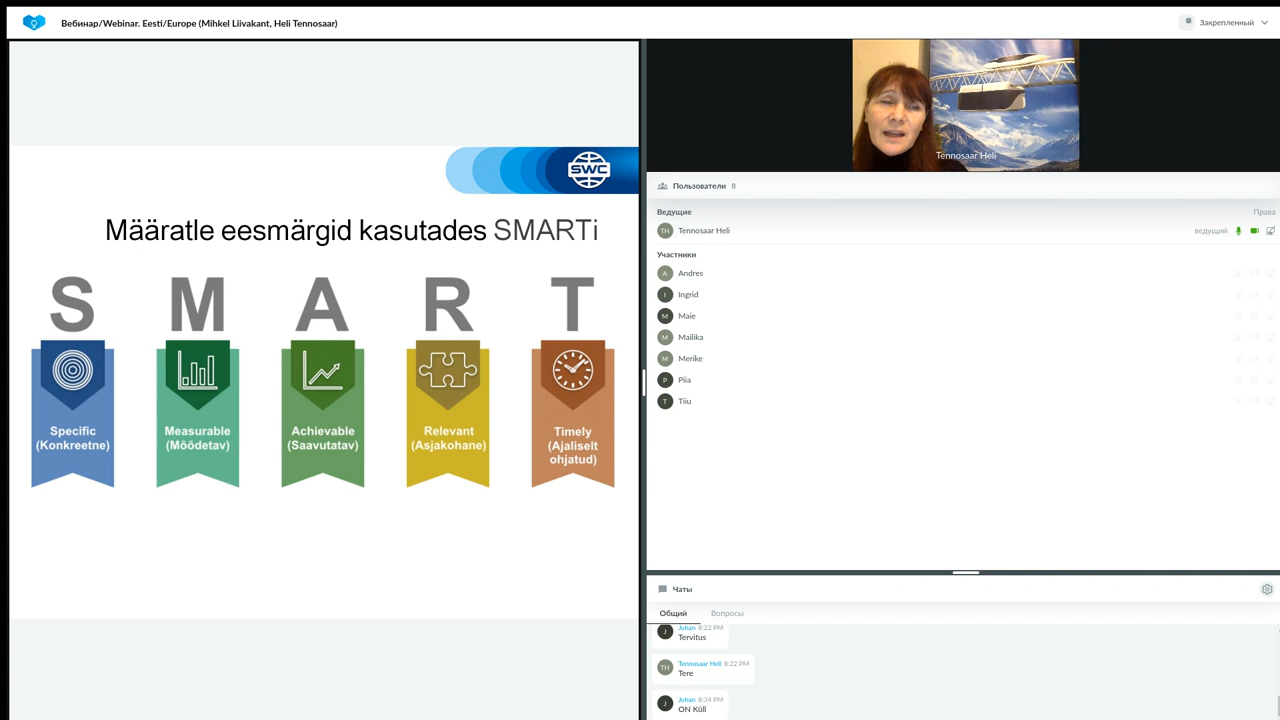 Вебинар/Webinar. Eesti/Europe (Mihkel Liivakant, Heli Tennosaar)
Закрепленный
SWC
Määratle eesmärgid kasutades SMARTi
S M A R T
Specific
(Konkreetne)
Measurable
(Mõõdetav)
Achievable
(Saavutatav)
Relevant
(Asjakohane)
Timely
(Ajaliselt
ohjatud)
Tennosaar Heli
Пользователи 8
Ведущие Права
TH Tennosaar Heli ведущий
Участники
A Andres
I Ingrid
M Maie
M Mailika
M Merike
P Piia
T Tiiu
Чаты
Общий Вопросы
J Juhan 8:22 PM
Tervitus
TH Tennosaar Heli 8:22 PM
Tere
J Juhan 8:34 PM
ON Küll